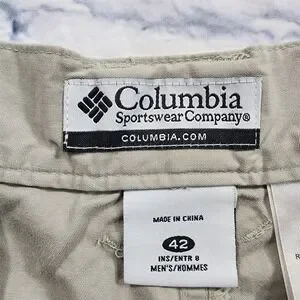 Columbia
Sportswear Company®
COLUMBIA.COM
MADE IN CHINA
42
INS/ENTR 8
MEN'S/HOMMES
R